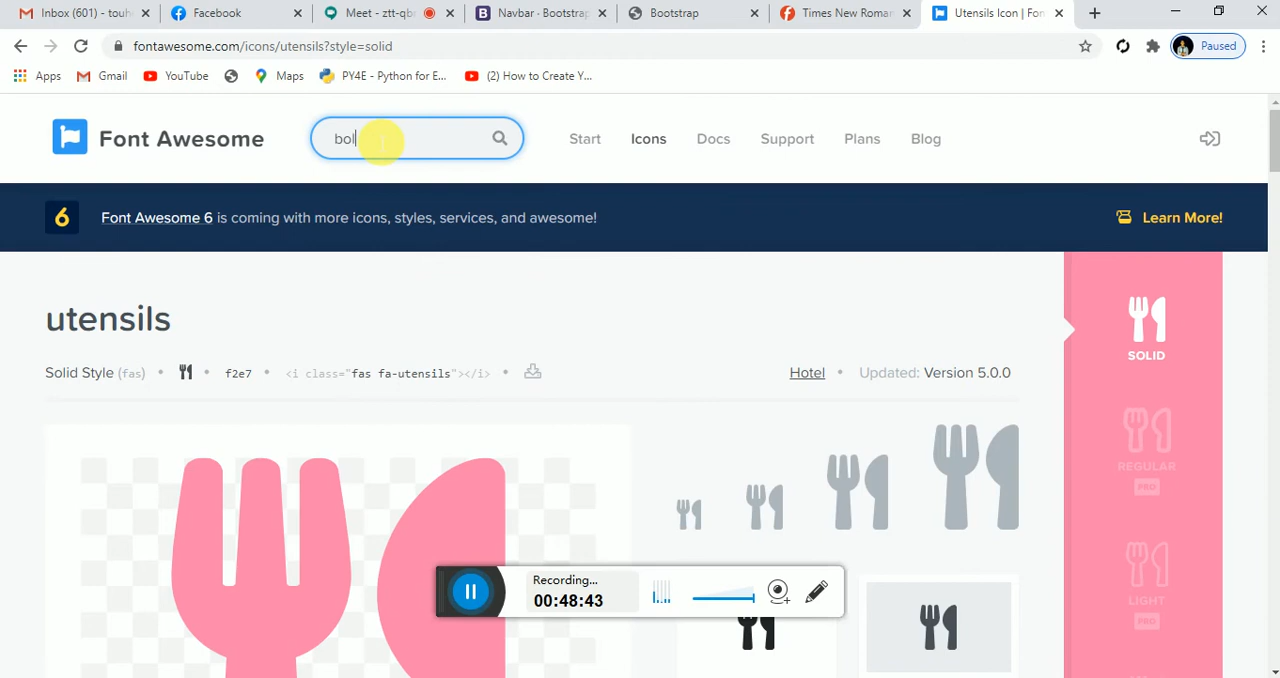 Inbox (601) - touh
Facebook
Meet - ztt-qb
Navbar · Bootstrap
Bootstrap
Times New Roman
Utensils Icon | Fon
fontawesome.com/icons/utensils?style=solid
Paused
Apps
Gmail
YouTube
Maps
PY4E - Python for E...
(2) How to Create Y...
Font Awesome
bol
Start
Icons
Docs
Support
Plans
Blog
6
Font Awesome 6 is coming with more icons, styles, services, and awesome!
Learn More!
utensils
Solid Style (fas) • • f2e7 • <i class="fas fa-utensils"></i> •
Hotel • Updated: Version 5.0.0
SOLID
REGULAR
PRO
LIGHT
PRO
Recording...
00:48:43